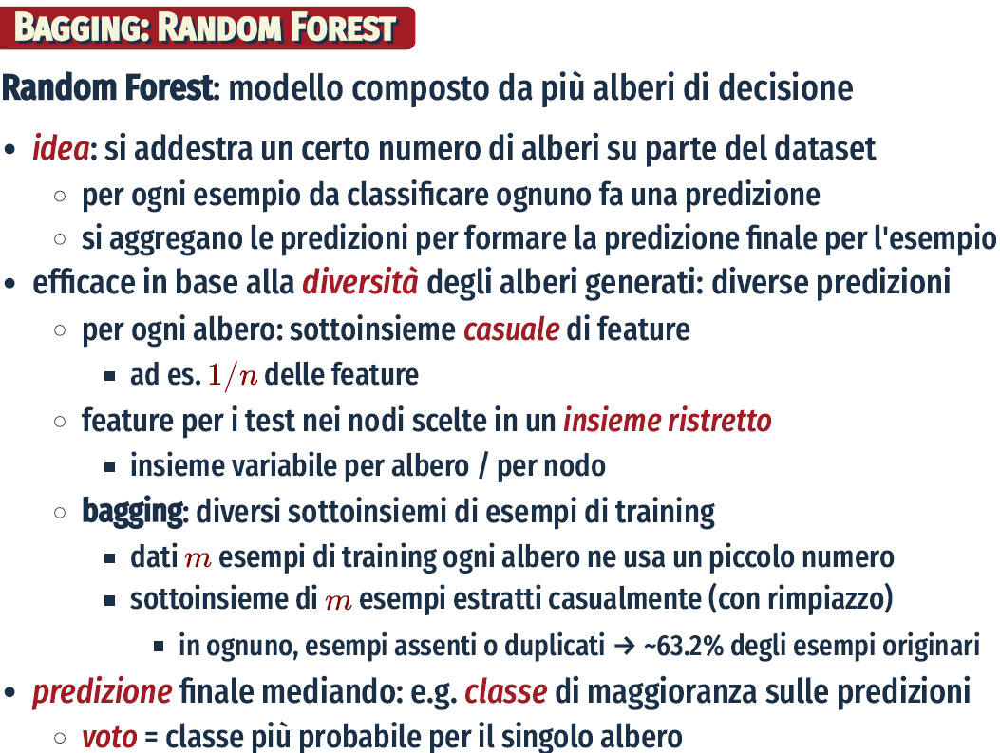 BAGGING: RANDOM FOREST
Random Forest: modello composto da più alberi di decisione
• idea: si addestra un certo numero di alberi su parte del dataset
○ per ogni esempio da classificare ognuno fa una predizione
○ si aggregano le predizioni per formare la predizione finale per l'esempio
• efficace in base alla diversità degli alberi generati: diverse predizioni
○ per ogni albero: sottoinsieme casuale di feature
▪ ad es. 1/n delle feature
○ feature per i test nei nodi scelte in un insieme ristretto
▪ insieme variabile per albero / per nodo
○ bagging: diversi sottoinsiemi di esempi di training
▪ dati m esempi di training ogni albero ne usa un piccolo numero
▪ sottoinsieme di m esempi estratti casualmente (con rimpiazzo)
▪ in ognuno, esempi assenti o duplicati → ~63.2% degli esempi originari
• predizione finale mediando: e.g. classe di maggioranza sulle predizioni
○ voto = classe più probabile per il singolo albero